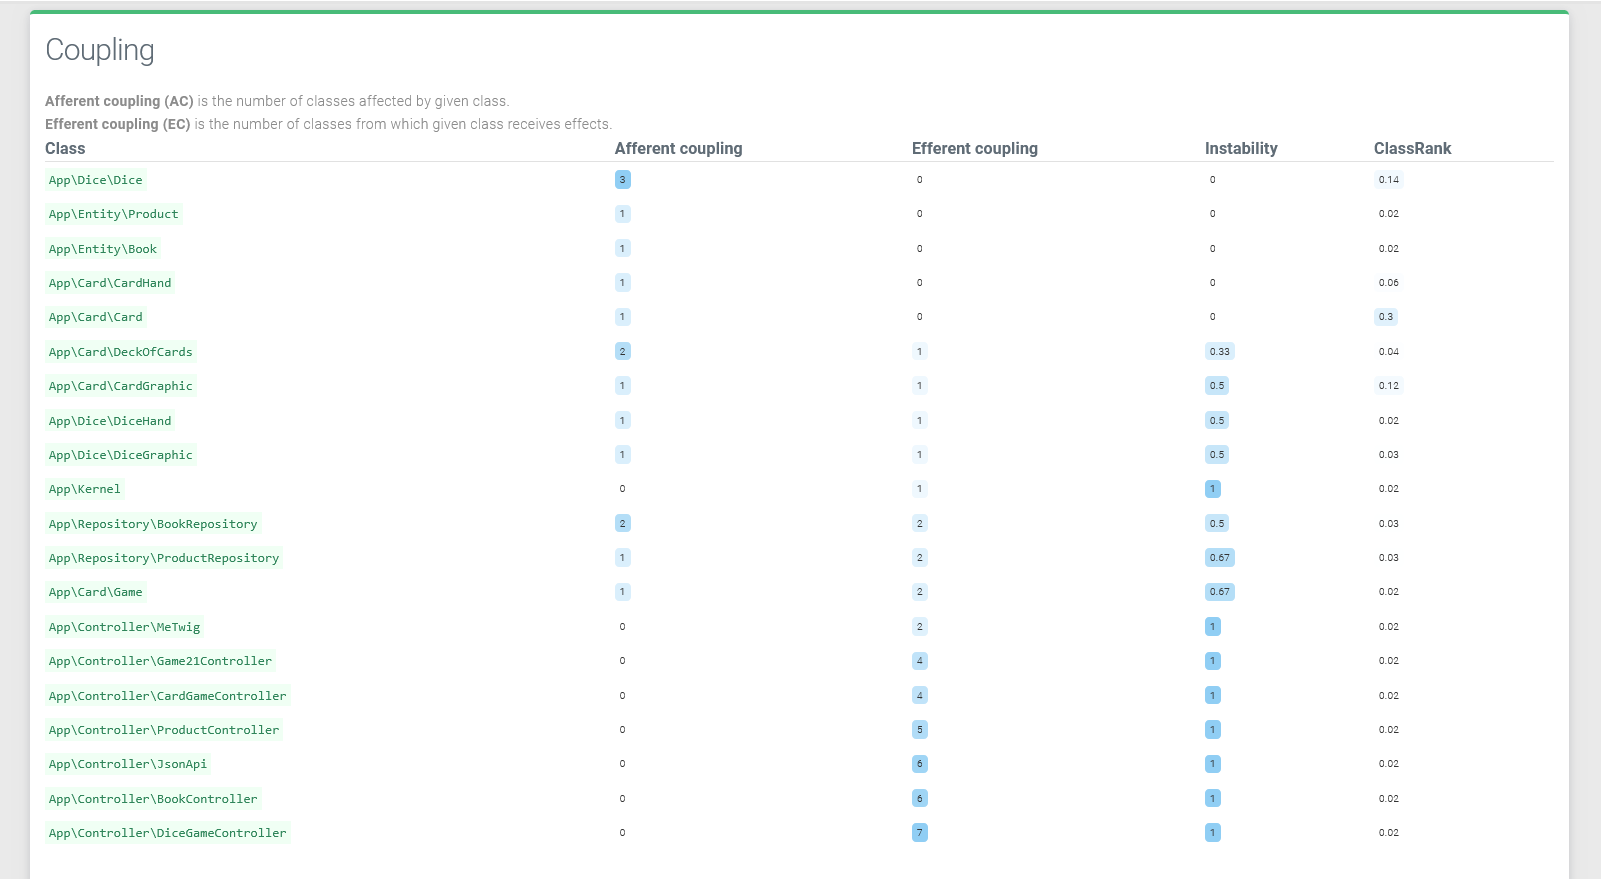 Coupling
Afferent coupling (AC) is the number of classes affected by given class.
Efferent coupling (EC) is the number of classes from which given class receives effects.
Class Afferent coupling Efferent coupling Instability ClassRank
App\Dice\Dice 3 0 0 0.14
App\Entity\Product 1 0 0 0.02
App\Entity\Book 1 0 0 0.02
App\Card\CardHand 1 0 0 0.06
App\Card\Card 1 0 0 0.3
App\Card\DeckOfCards 2 1 0.33 0.04
App\Card\CardGraphic 1 1 0.5 0.12
App\Dice\DiceHand 1 1 0.5 0.02
App\Dice\DiceGraphic 1 1 0.5 0.03
App\Kernel 0 1 1 0.02
App\Repository\BookRepository 2 2 0.5 0.03
App\Repository\ProductRepository 1 2 0.67 0.03
App\Card\Game 1 2 0.67 0.02
App\Controller\MeTwig 0 2 1 0.02
App\Controller\Game21Controller 0 4 1 0.02
App\Controller\CardGameController 0 4 1 0.02
App\Controller\ProductController 0 5 1 0.02
App\Controller\JsonApi 0 6 1 0.02
App\Controller\BookController 0 6 1 0.02
App\Controller\DiceGameController 0 7 1 0.02